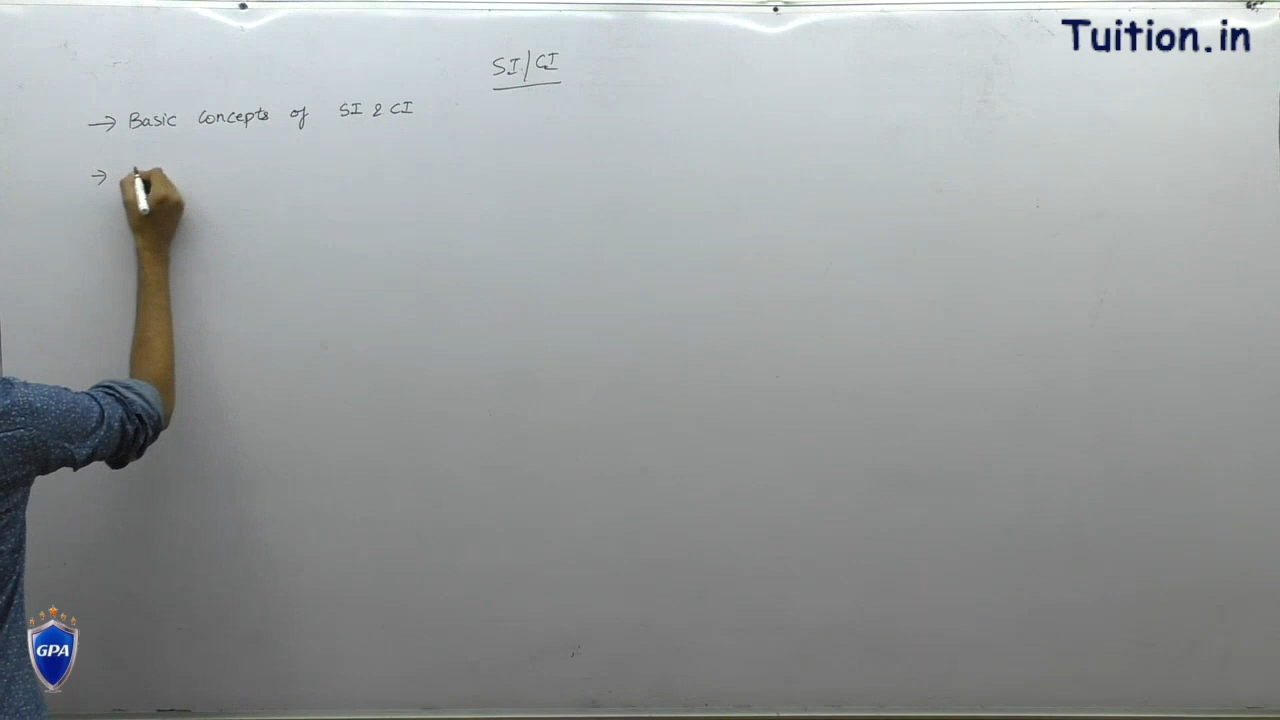 Tuition.in
SI/CI
→ Basic concepts of SI & CI
→
GPA